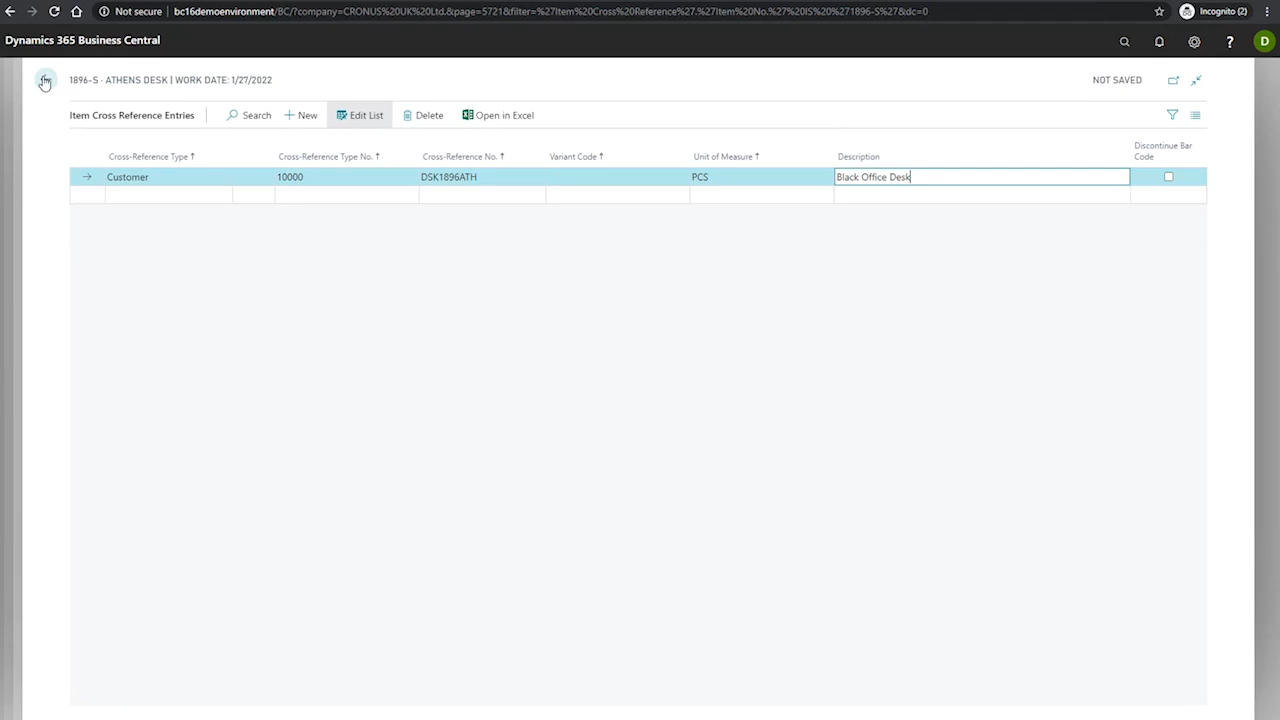 Not secure | bc16demoenvironment/BC/?company=CRONUS%20UK%20Ltd.&page=5721&filter=%27Item%20Cross%20Reference%27.%27Item%20No.%27%20IS%20%271896-S%27&dc=0 Incognito (2)
Dynamics 365 Business Central ? D
1896-S · ATHENS DESK | WORK DATE: 1/27/2022 NOT SAVED
Item Cross Reference Entries Search + New Edit List Delete Open in Excel
Cross-Reference Type ↑ Cross-Reference Type No. ↑ Cross-Reference No. ↑ Variant Code ↑ Unit of Measure ↑ Description Discontinue Bar
Code
→ Customer 10000 DSK1896ATH PCS Black Office Desk